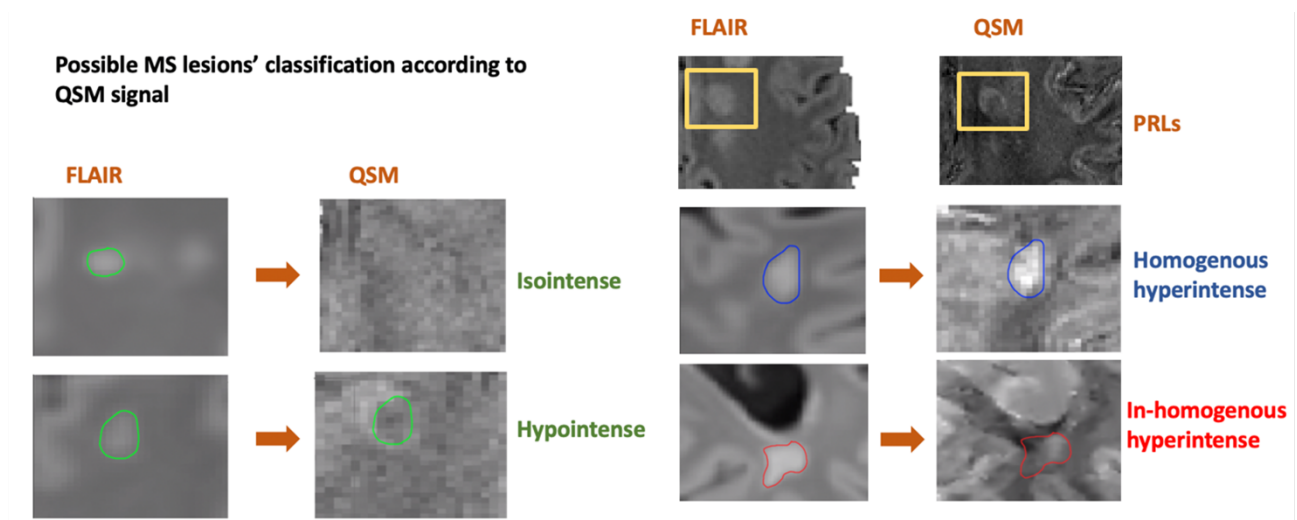 Possible MS lesions’ classification according to
QSM signal
FLAIR
QSM
Isointense
Hypointense
FLAIR
QSM
PRLs
Homogenous
hyperintense
In-homogenous
hyperintense